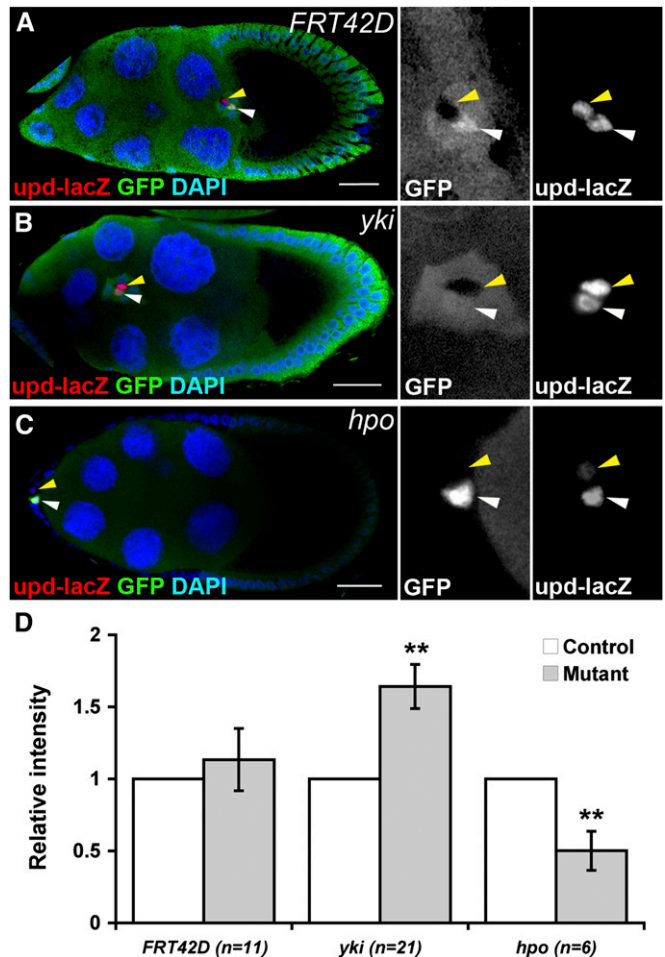 A
FRT42D
upd-lacZ GFP DAPI
GFP
upd-lacZ
B
yki
upd-lacZ GFP DAPI
GFP
upd-lacZ
C
hpo
upd-lacZ GFP DAPI
GFP
upd-lacZ
D
Relative intensity
2
1.5
1
0.5
0
**
**
Control
Mutant
FRT42D (n=11)
yki (n=21)
hpo (n=6)